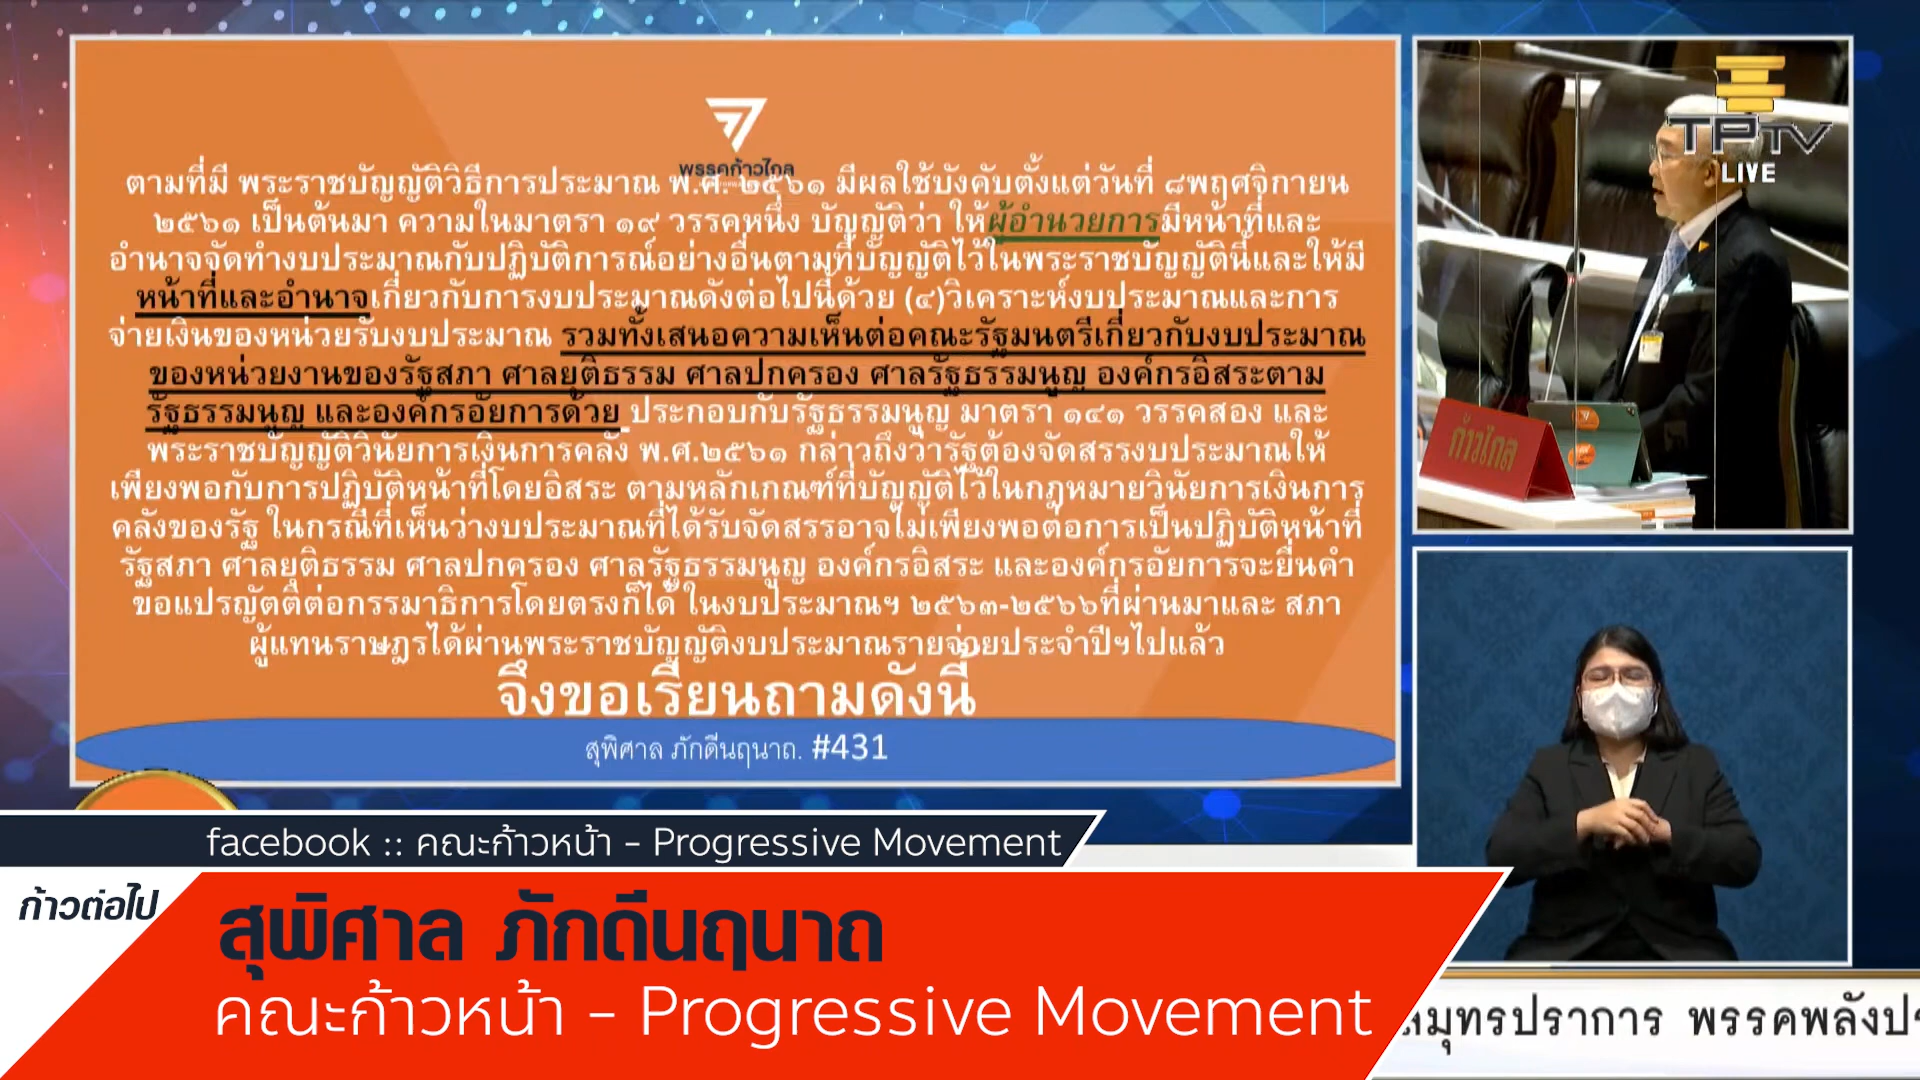 พรรคก้าวไกล
ตามที่มี พระราชบัญญัติวิธีการประมาณ พ.ศ. ๒๕๖๑ มีผลใช้บังคับตั้งแต่วันที่ ๘พฤศจิกายน
๒๕๖๑ เป็นต้นมา ความในมาตรา ๑๙ วรรคหนึ่ง บัญญัติว่า ให้ผู้อำนวยการมีหน้าที่และ
อำนาจจัดทำงบประมาณกับปฏิบัติการณ์อย่างอื่นตามที่บัญญัติไว้ในพระราชบัญญัตินี้และให้มี
หน้าที่และอำนาจเกี่ยวกับการงบประมาณดังต่อไปนี้ด้วย (๔)วิเคราะห์งบประมาณและการ
จ่ายเงินของหน่วยรับงบประมาณ รวมทั้งเสนอความเห็นต่อคณะรัฐมนตรีเกี่ยวกับงบประมาณ
ของหน่วยงานของรัฐสภา ศาลยุติธรรม ศาลปกครอง ศาลรัฐธรรมนูญ องค์กรอิสระตาม
รัฐธรรมนูญ และองค์กรอัยการด้วย ประกอบกับรัฐธรรมนูญ มาตรา ๑๔๑ วรรคสอง และ
พระราชบัญญัติวินัยการเงินการคลัง พ.ศ.๒๕๖๑ กล่าวถึงว่ารัฐต้องจัดสรรงบประมาณให้
เพียงพอกับการปฏิบัติหน้าที่โดยอิสระ ตามหลักเกณฑ์ที่บัญญัติไว้ในกฎหมายวินัยการเงินการ
คลังของรัฐ ในกรณีที่เห็นว่างบประมาณที่ได้รับจัดสรรอาจไม่เพียงพอต่อการเป็นปฏิบัติหน้าที่
รัฐสภา ศาลยุติธรรม ศาลปกครอง ศาลรัฐธรรมนูญ องค์กรอิสระ และองค์กรอัยการจะยื่นคำ
ขอแปรญัตติต่อกรรมาธิการโดยตรงก็ได้ ในงบประมาณฯ ๒๕๖๓-๒๕๖๖ที่ผ่านมาและ สภา
ผู้แทนราษฎรได้ผ่านพระราชบัญญัติงบประมาณรายจ่ายประจำปีฯไปแล้ว
จึงขอเรียนถามดังนี้
สุพิศาล ภักดีนฤนาถ. #431
TPTV
LIVE
ก้าวไกล
facebook :: คณะก้าวหน้า - Progressive Movement
ก้าวต่อไป
สุพิศาล ภักดีนฤนาถ
คณะก้าวหน้า - Progressive Movement
สมุทรปราการ พรรคพลังปร